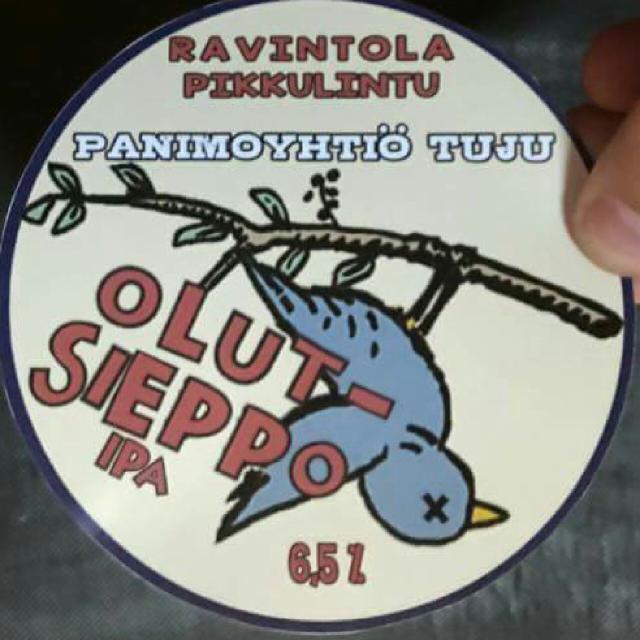 RAVINTOLA
PIKKULINTU
PANIMOYHTIÖ TUJU
OLUT-
SIEPPO
IPA
6,5 %